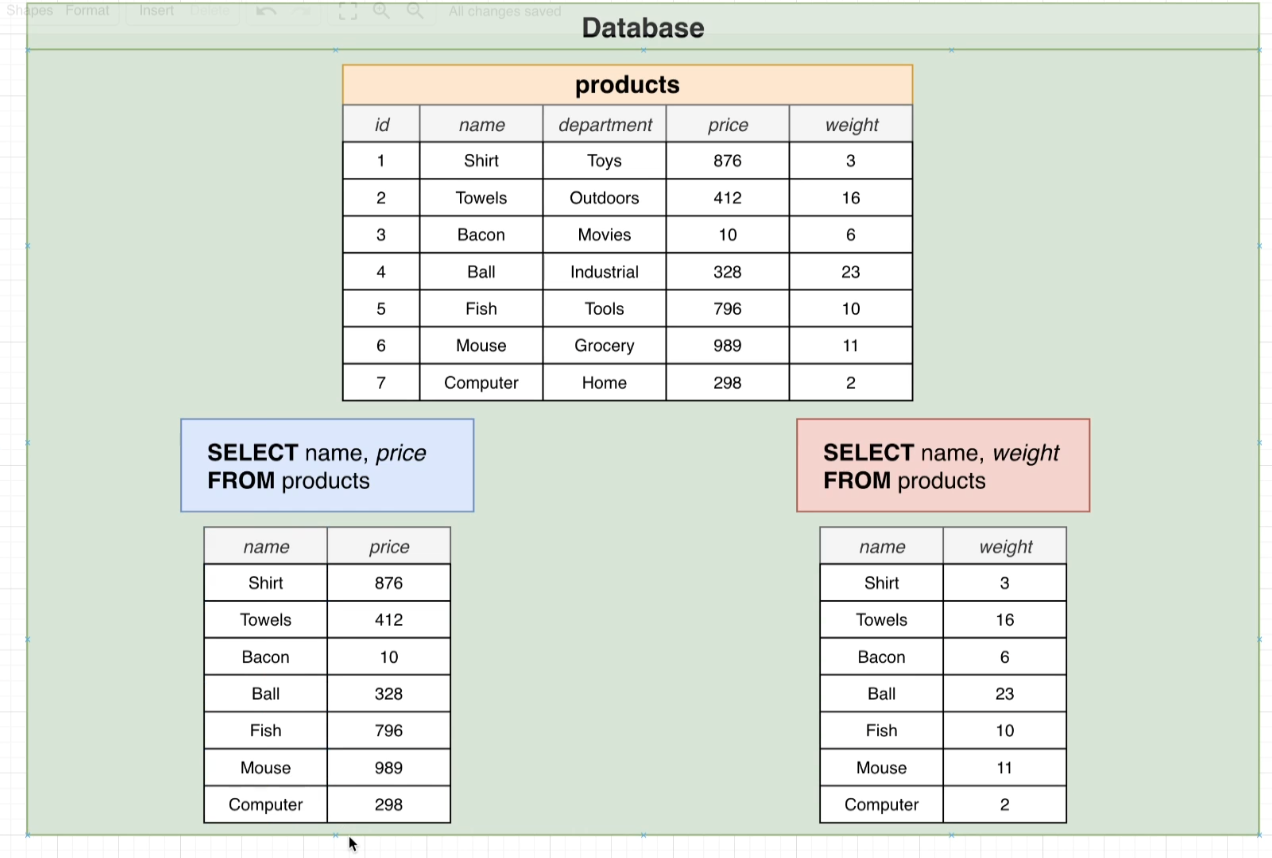 Shapes Format Insert Delete All changes saved
Database
products
id name department price weight
1 Shirt Toys 876 3
2 Towels Outdoors 412 16
3 Bacon Movies 10 6
4 Ball Industrial 328 23
5 Fish Tools 796 10
6 Mouse Grocery 989 11
7 Computer Home 298 2
SELECT name, price
FROM products
name price
Shirt 876
Towels 412
Bacon 10
Ball 328
Fish 796
Mouse 989
Computer 298
SELECT name, weight
FROM products
name weight
Shirt 3
Towels 16
Bacon 6
Ball 23
Fish 10
Mouse 11
Computer 2